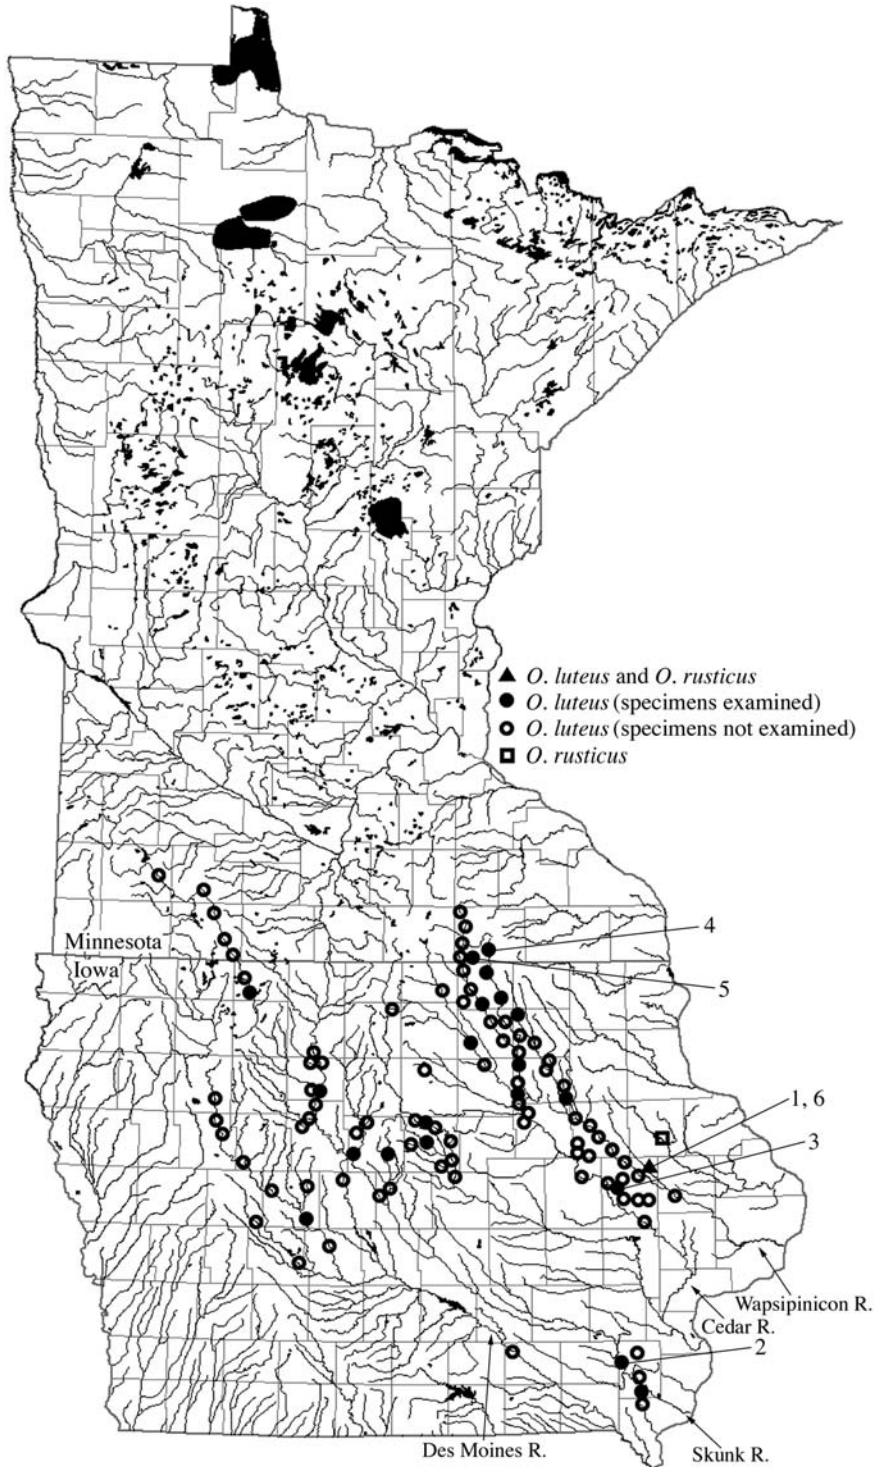 O. luteus and O. rusticus
O. luteus (specimens examined)
O. luteus (specimens not examined)
O. rusticus
4
Minnesota
Iowa
5
1, 6
3
Wapsipinicon R.
Cedar R.
2
Des Moines R.
Skunk R.